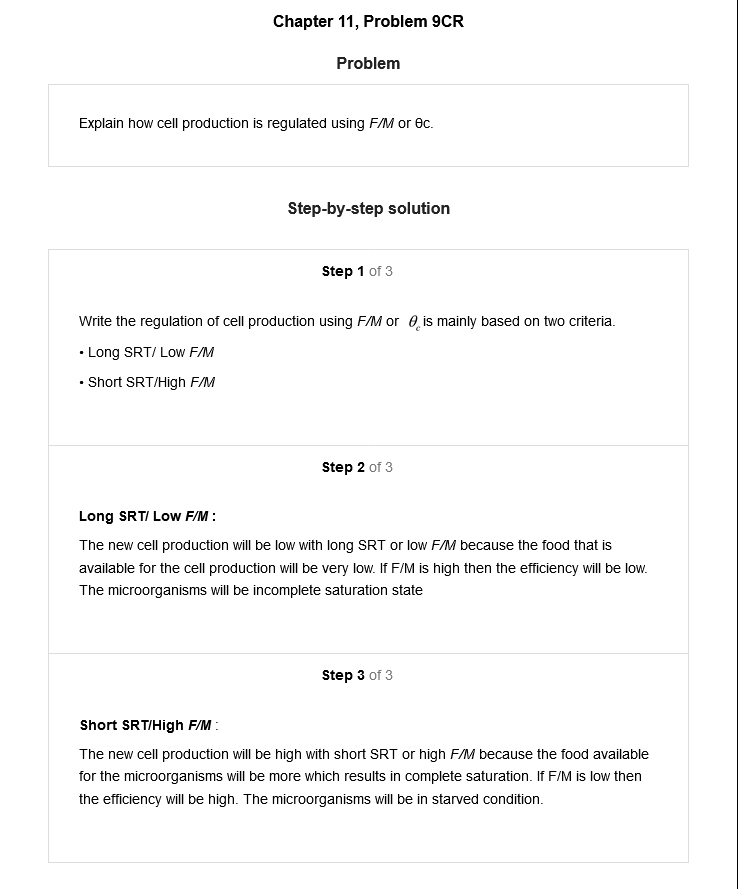 Chapter 11, Problem 9CR
Problem
Explain how cell production is regulated using F/M or θc.
Step-by-step solution
Step 1 of 3
Write the regulation of cell production using F/M or θc is mainly based on two criteria.
• Long SRT/ Low F/M
• Short SRT/High F/M
Step 2 of 3
Long SRT/ Low F/M :
The new cell production will be low with long SRT or low F/M because the food that is
available for the cell production will be very low. If F/M is high then the efficiency will be low.
The microorganisms will be incomplete saturation state
Step 3 of 3
Short SRT/High F/M :
The new cell production will be high with short SRT or high F/M because the food available
for the microorganisms will be more which results in complete saturation. If F/M is low then
the efficiency will be high. The microorganisms will be in starved condition.